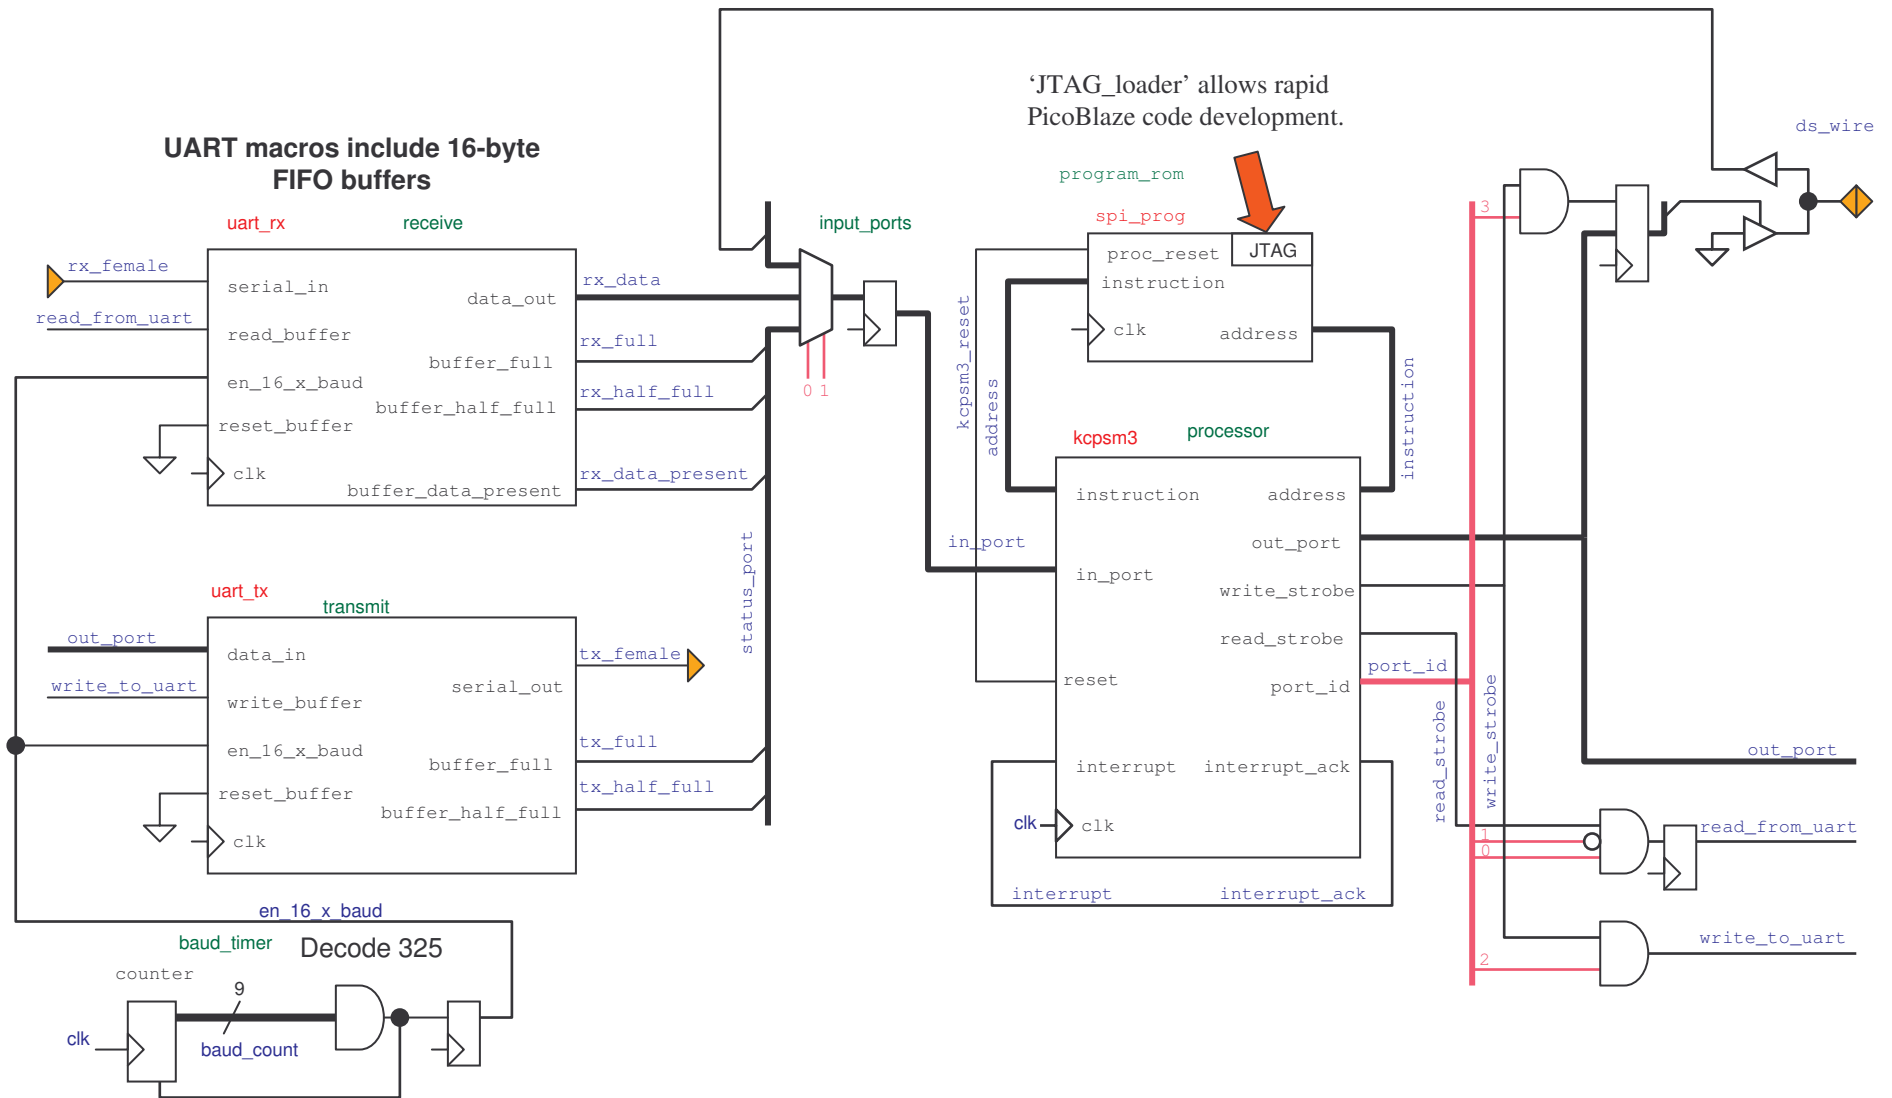 ‘JTAG_loader’ allows rapid
PicoBlaze code development.
ds_wire
UART macros include 16-byte
FIFO buffers
uart_rx
receive
input_ports
program_rom
spi_prog
JTAG
proc_reset
instruction
clk
address
3
rx_female
serial_in
read_from_uart
read_buffer
en_16_x_baud
reset_buffer
clk
data_out
buffer_full
buffer_half_full
buffer_data_present
rx_data
rx_full
rx_half_full
rx_data_present
0 1
kcpsm3_reset
address
instruction
kcpsm3
processor
instruction
in_port
reset
interrupt
clk
address
out_port
write_strobe
read_strobe
port_id
interrupt_ack
in_port
status_port
clk
interrupt
interrupt_ack
port_id
read_strobe
write_strobe
out_port
1
0
read_from_uart
2
write_to_uart
uart_tx
transmit
out_port
data_in
write_to_uart
write_buffer
en_16_x_baud
reset_buffer
clk
serial_out
buffer_full
buffer_half_full
tx_female
tx_full
tx_half_full
en_16_x_baud
baud_timer
Decode 325
counter
9
clk
baud_count